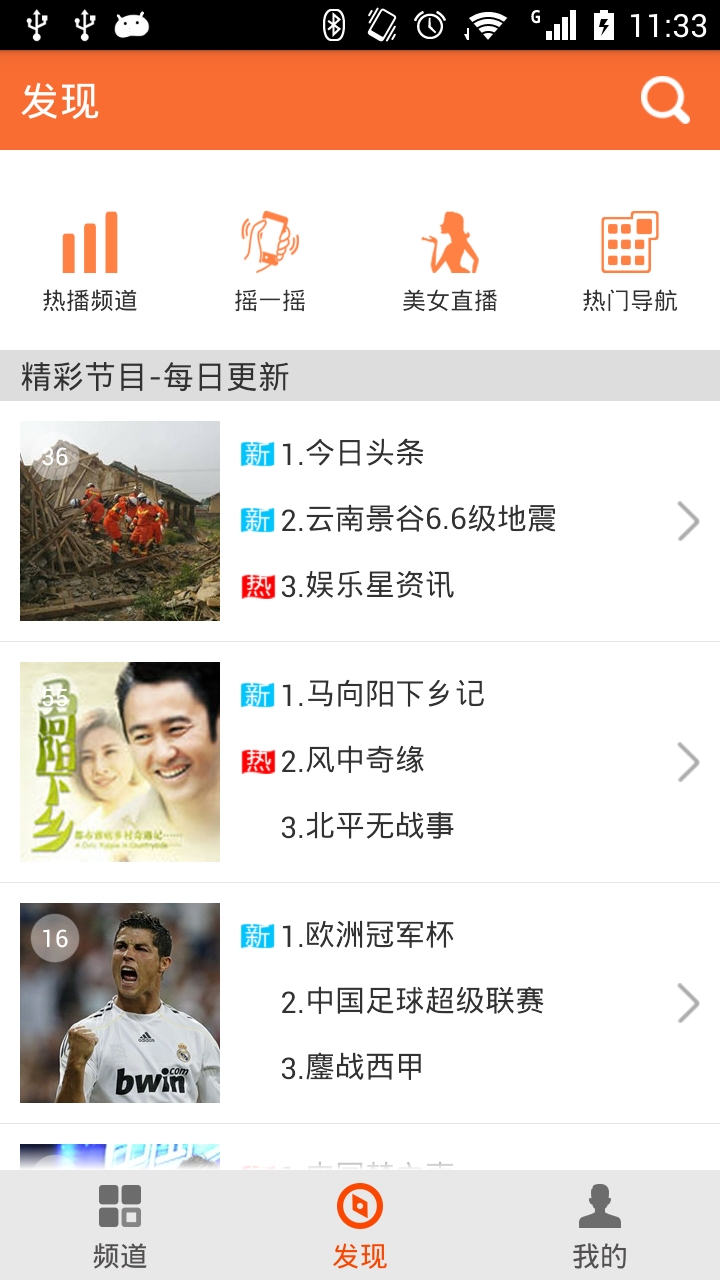 11:33
发现
热播频道
摇一摇
美女直播
热门导航
精彩节目-每日更新
36
新 1.今日头条
新 2.云南景谷6.6级地震
热 3.娱乐星资讯
55
马向阳下乡
新 1.马向阳下乡记
热 2.风中奇缘
3.北平无战事
16
bwin.com
adidas
新 1.欧洲冠军杯
2.中国足球超级联赛
3.鏖战西甲
频道
发现
我的